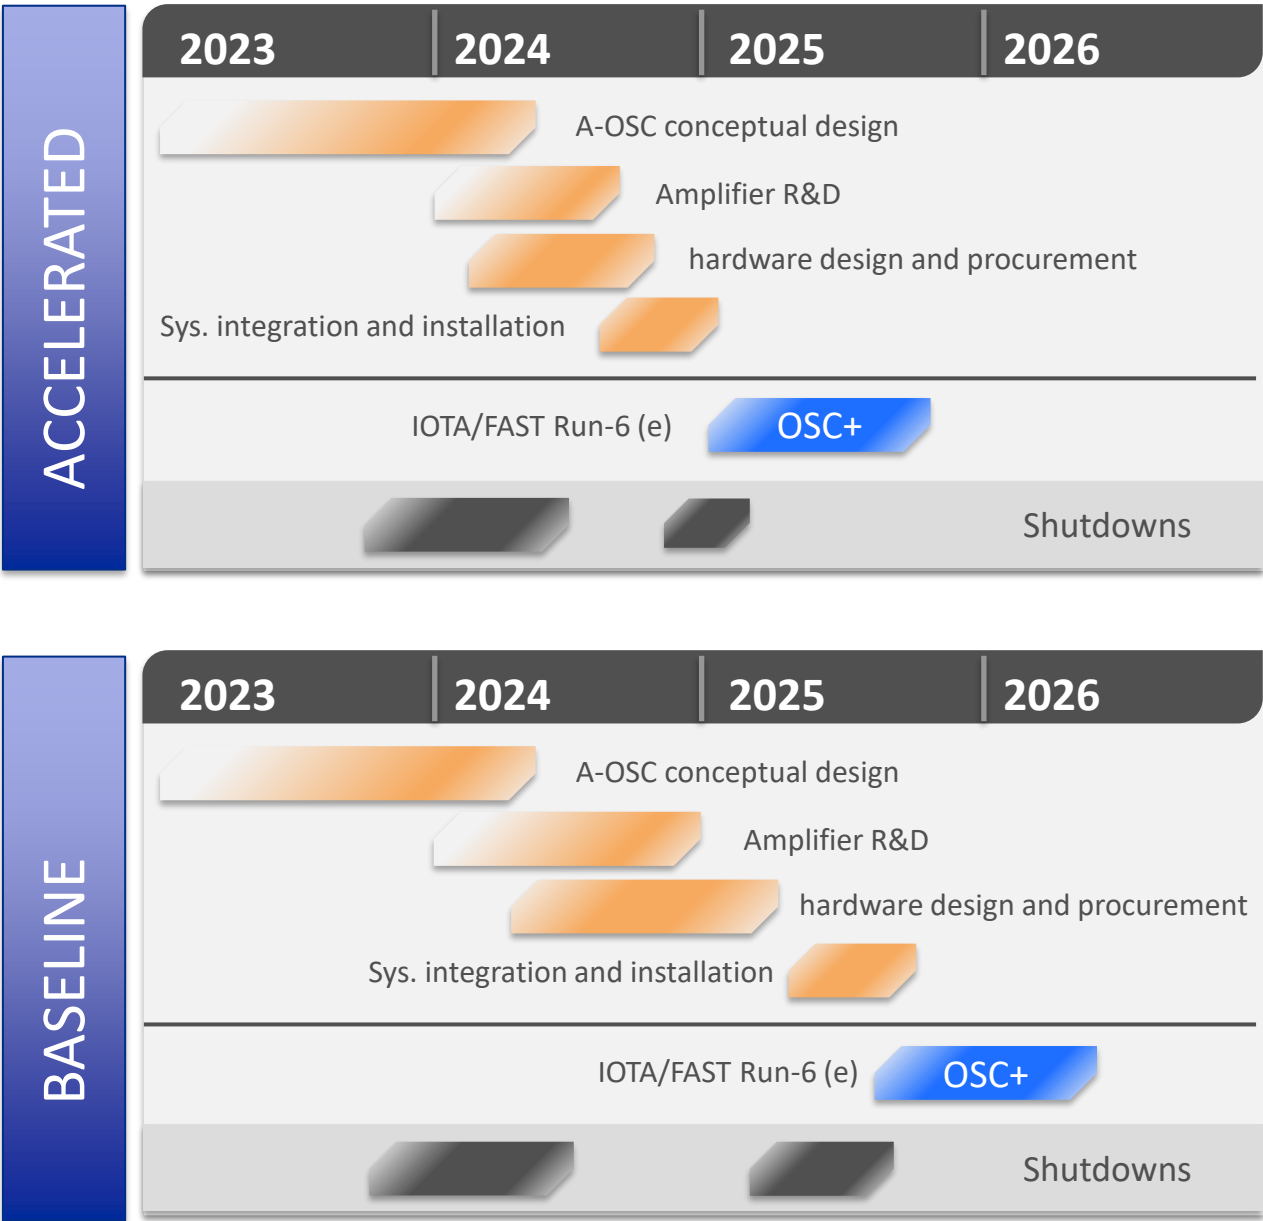 ACCELERATED
2023 2024 2025 2026
A-OSC conceptual design
Amplifier R&D
hardware design and procurement
Sys. integration and installation
IOTA/FAST Run-6 (e) OSC+
Shutdowns
BASELINE
2023 2024 2025 2026
A-OSC conceptual design
Amplifier R&D
hardware design and procurement
Sys. integration and installation
IOTA/FAST Run-6 (e) OSC+
Shutdowns